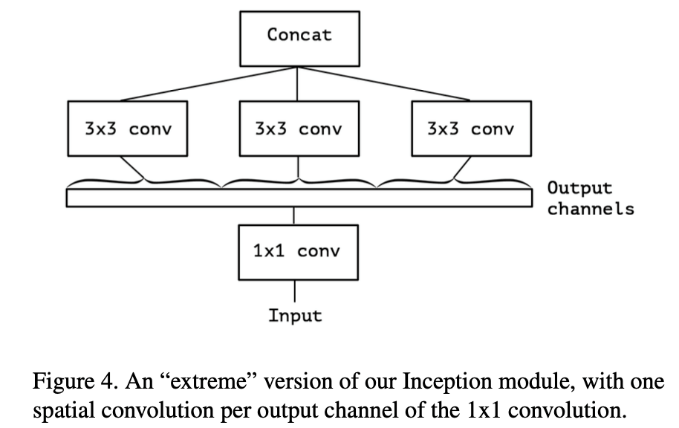 Concat
3x3 conv 3x3 conv 3x3 conv
Output
channels
1x1 conv
Input
Figure 4. An “extreme” version of our Inception module, with one
spatial convolution per output channel of the 1x1 convolution.